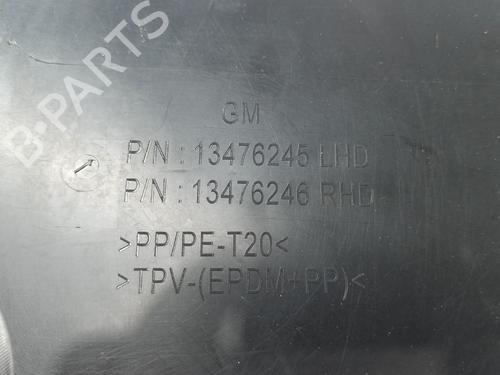 B-PARTS
GM
P/N : 13476245 LHD
P/N : 13476246 RHD
>PP/PE-T20<
>TPV-(EPDM+PP)<